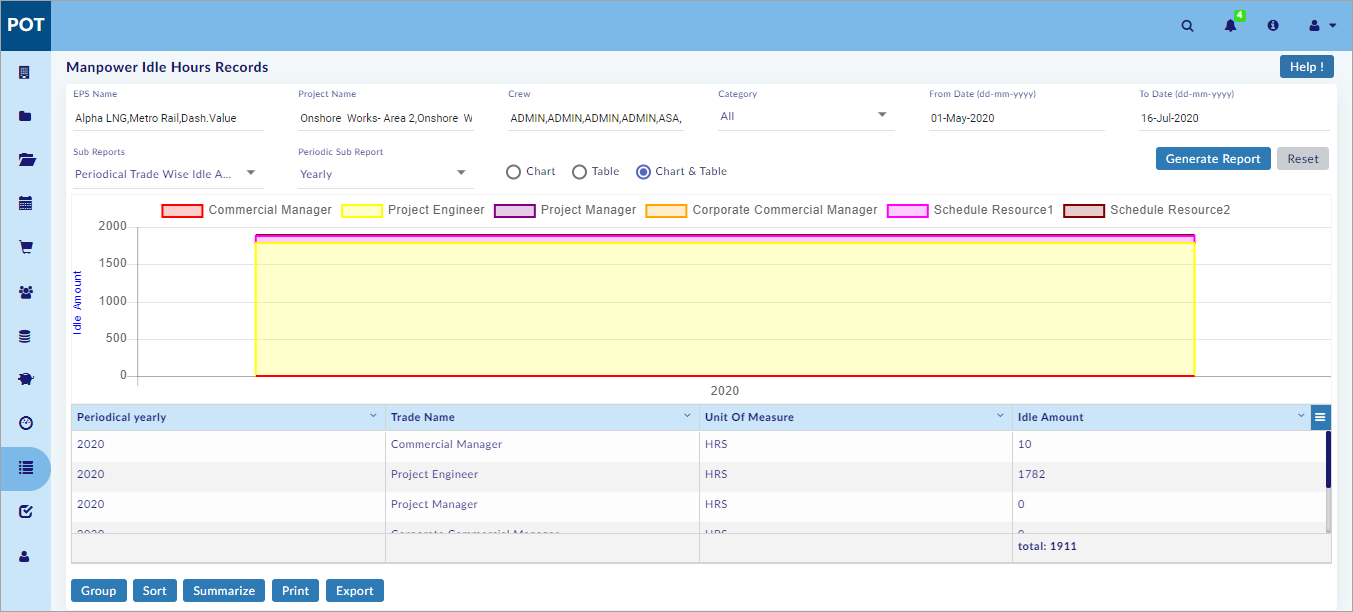 POT
4
Manpower Idle Hours Records
Help !
EPS Name
Project Name
Crew
Category
From Date (dd-mm-yyyy)
To Date (dd-mm-yyyy)
Alpha LNG,Metro Rail,Dash.Value
Onshore Works- Area 2,Onshore W
ADMIN,ADMIN,ADMIN,ADMIN,ASA,
All
01-May-2020
16-Jul-2020
Sub Reports
Periodic Sub Report
Periodical Trade Wise Idle A...
Yearly
Chart
Table
Chart & Table
Generate Report
Reset
Commercial Manager
Project Engineer
Project Manager
Corporate Commercial Manager
Schedule Resource1
Schedule Resource2
Idle Amount
2000
1500
1000
500
0
2020
Periodical yearly Trade Name Unit Of Measure Idle Amount
2020 Commercial Manager HRS 10
2020 Project Engineer HRS 1782
2020 Project Manager HRS 0
2020 Corporate Commercial Manager HRS 0
total: 1911
Group
Sort
Summarize
Print
Export